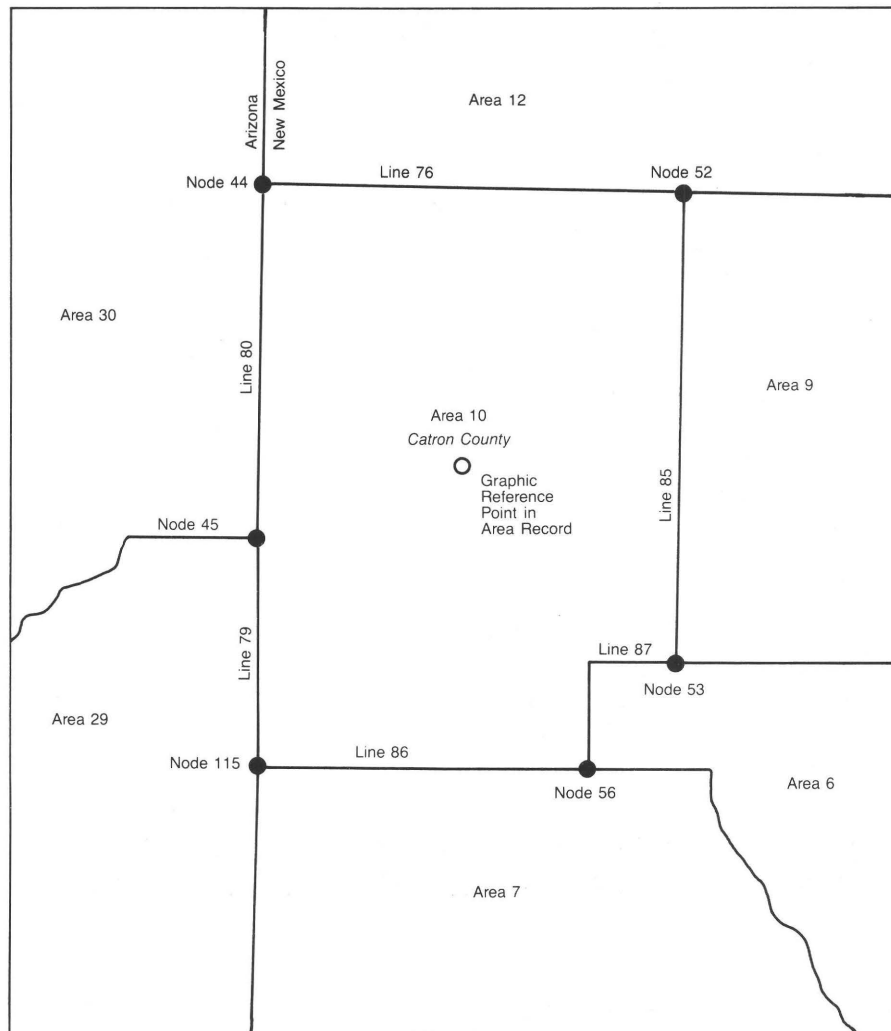 Arizona
New Mexico
Area 12
Node 44
Line 76
Node 52
Area 30
Line 80
Area 9
Area 10
Catron County
Graphic
Reference
Point in
Area Record
Line 85
Node 45
Line 79
Line 87
Node 53
Area 29
Node 115
Line 86
Node 56
Area 6
Area 7